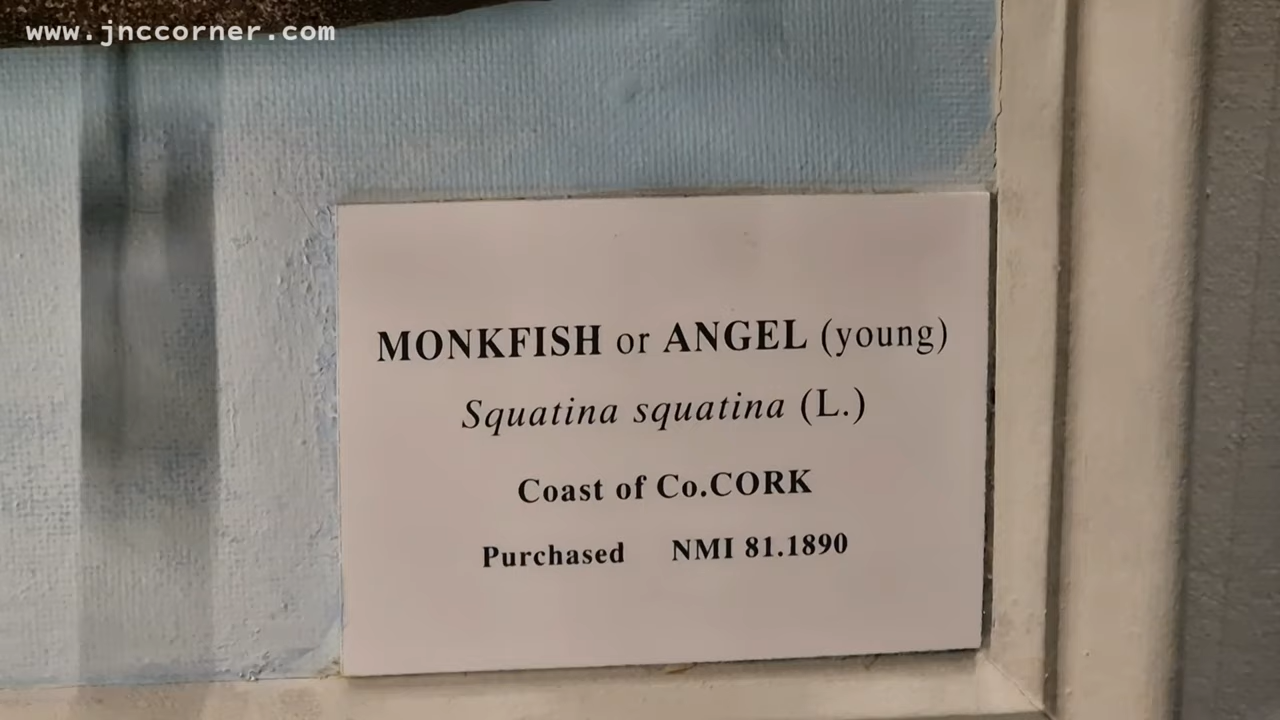 www.jnccorner.com
MONKFISH or ANGEL (young)
Squatina squatina (L.)
Coast of Co.CORK
Purchased NMI 81.1890